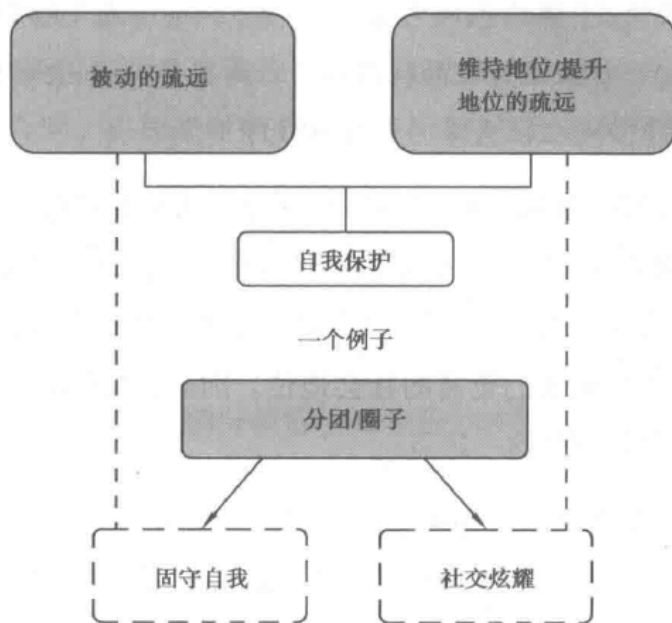 被动的疏远
维持地位/提升
地位的疏远
自我保护
一个例子
分团/圈子
固守自我
社交炫耀